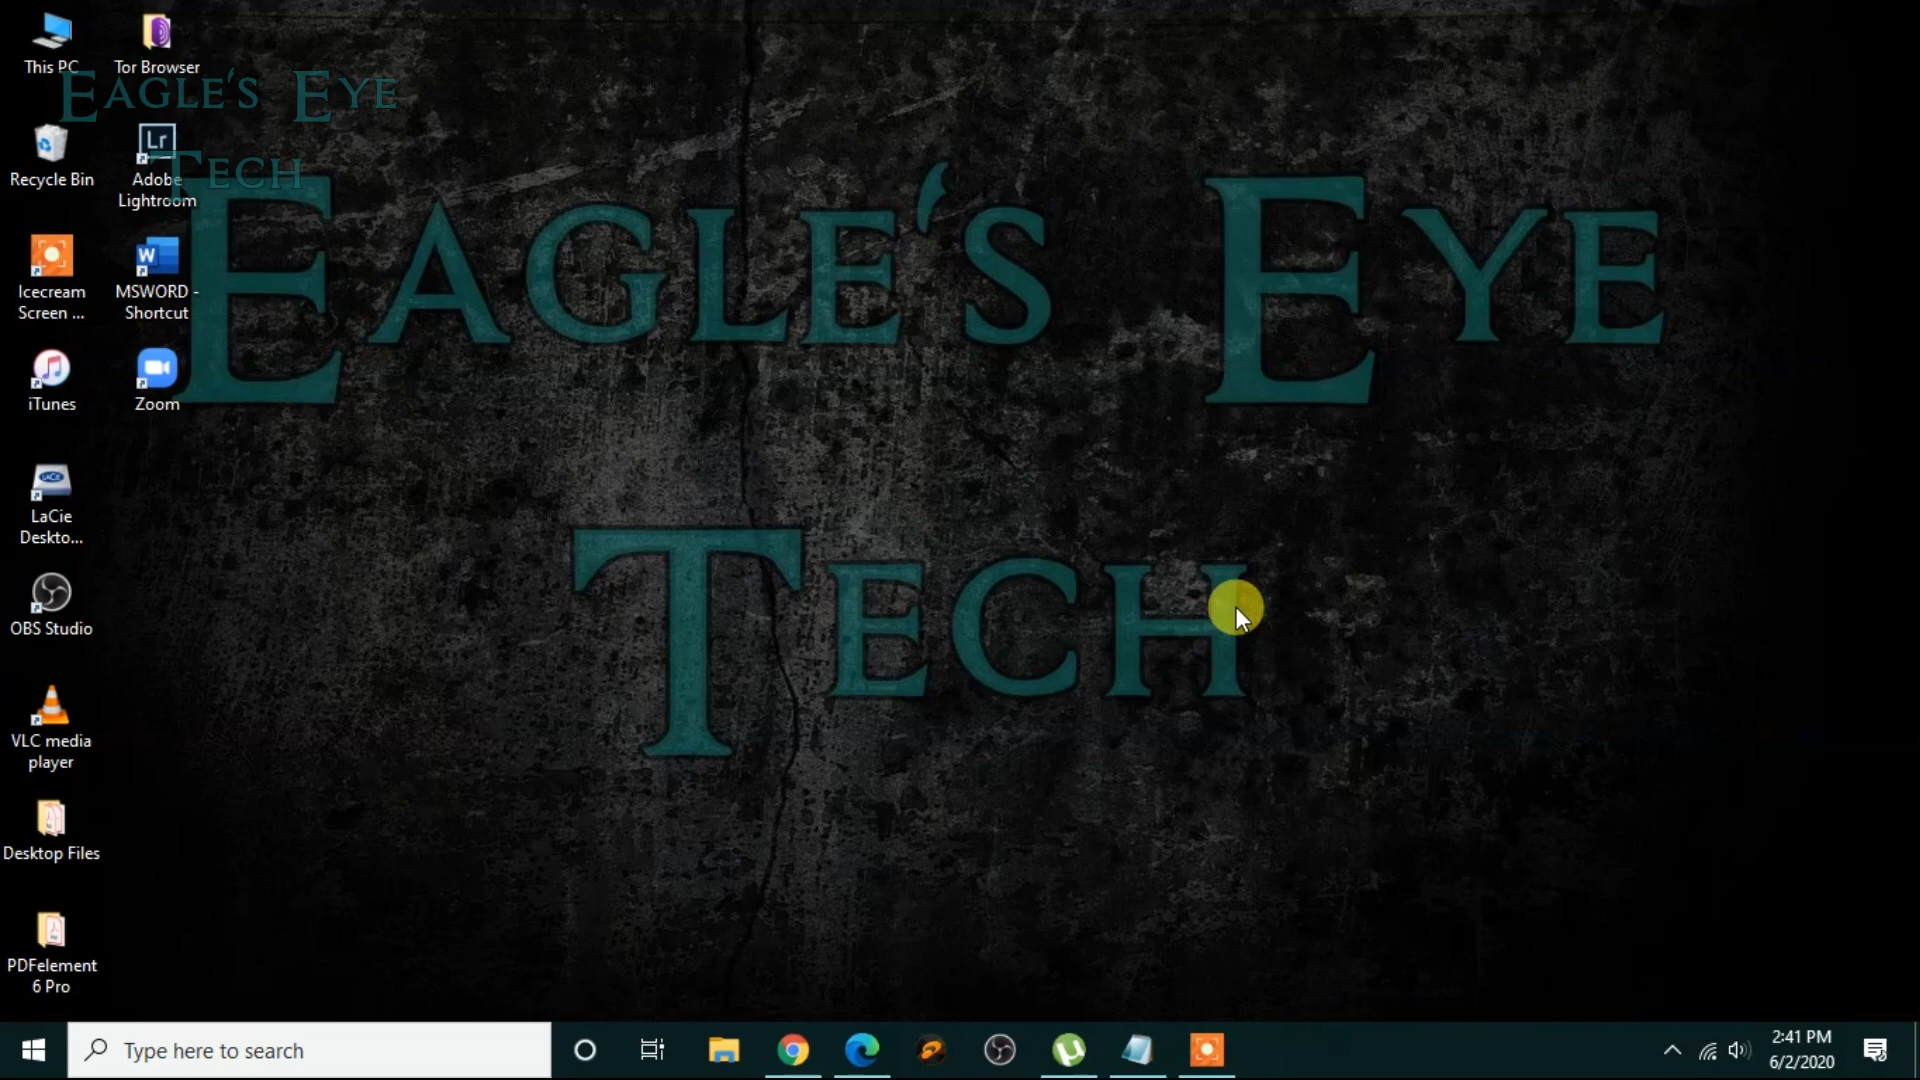 This PC
Tor Browser
EAGLE'S EYE
TECH
Recycle Bin
Lr
Adobe
Lightroom
EAGLE'S EYE
TECH
Icecream
Screen ...
W
MSWORD -
Shortcut
iTunes
Zoom
LACIE
LaCie
Deskto...
OBS Studio
VLC media
player
Desktop Files
PDFelement
6 Pro
Type here to search
2:41 PM
6/2/2020